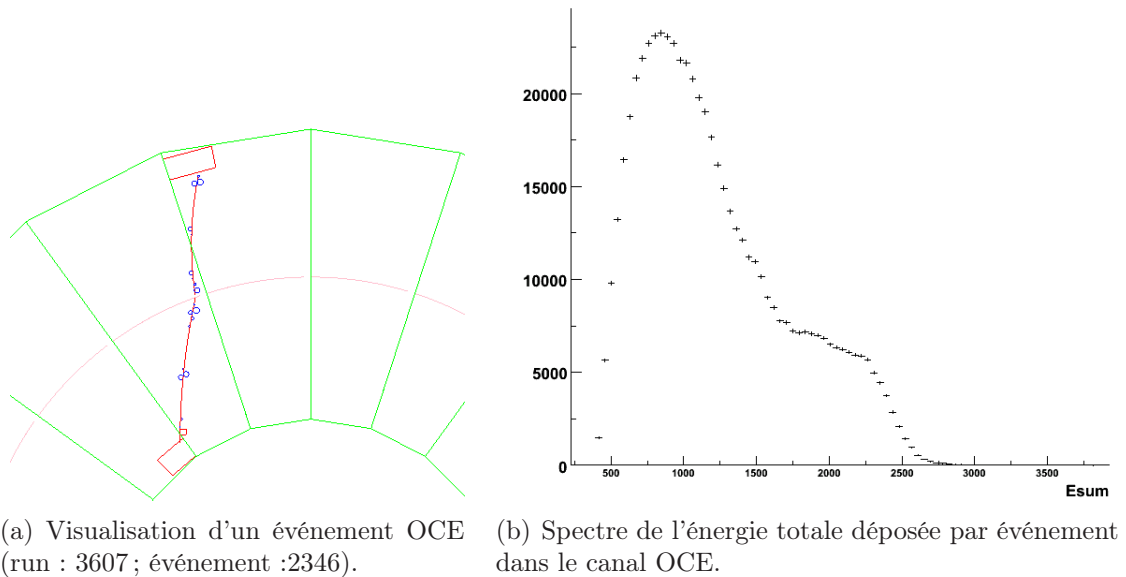 20000
15000
10000
5000
0
500
1000
1500
2000
2500
3000
3500
Esum
(a) Visualisation d'un événement OCE
(run : 3607 ; événement :2346).
(b) Spectre de l'énergie totale déposée par événement
dans le canal OCE.